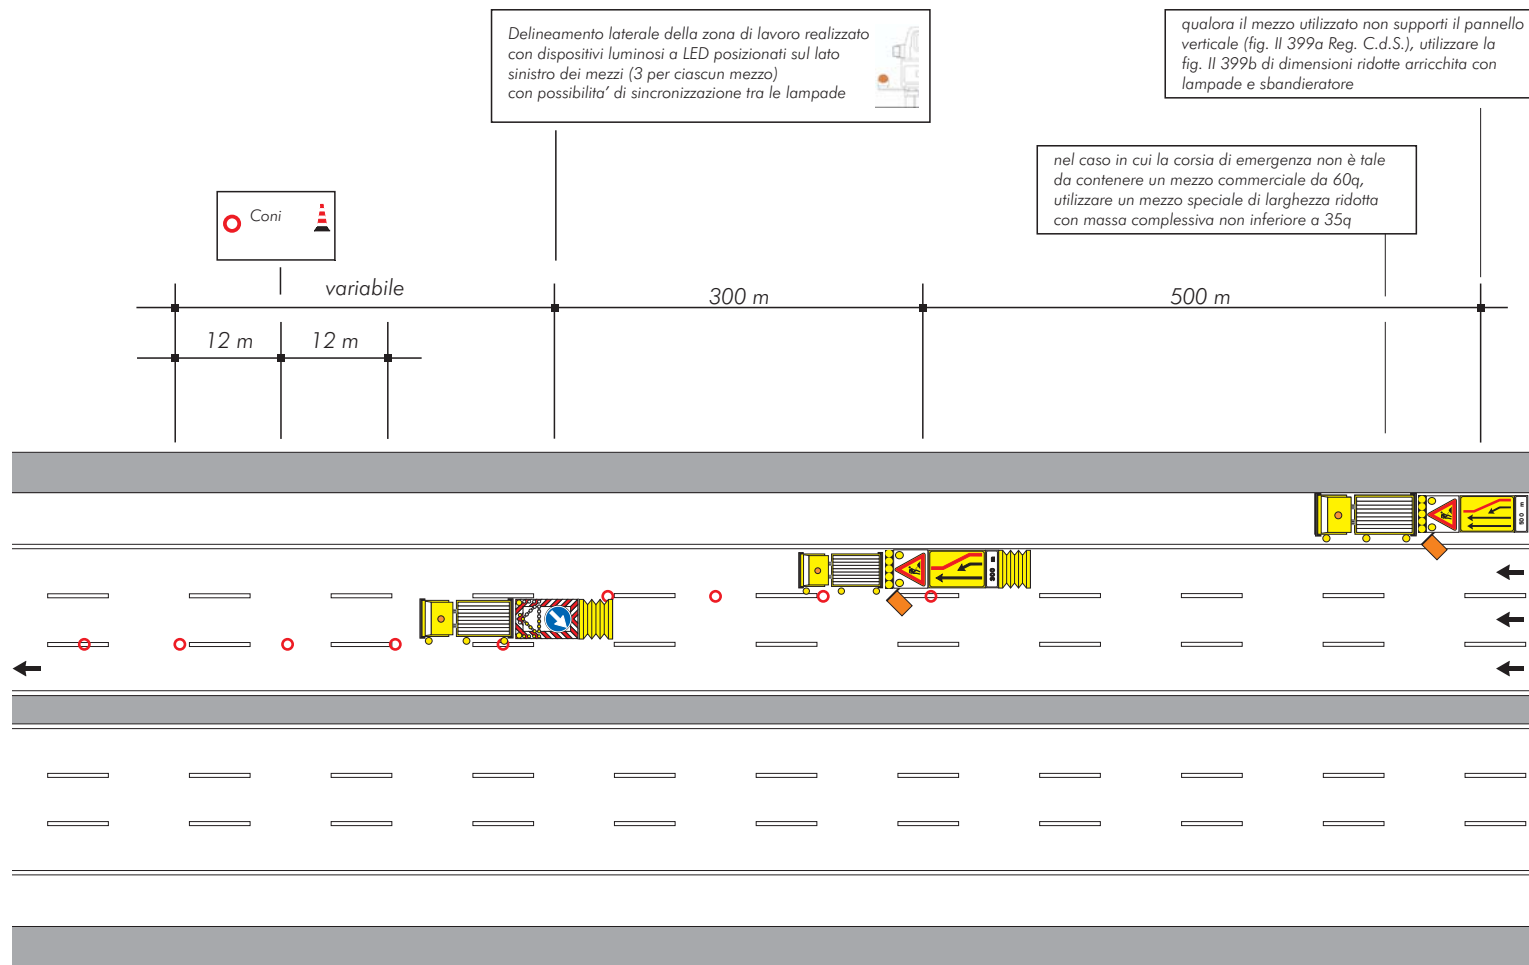 Delineamento laterale della zona di lavoro realizzato
con dispositivi luminosi a LED posizionati sul lato
sinistro dei mezzi (3 per ciascun mezzo)
con possibilita' di sincronizzazione tra le lampade
qualora il mezzo utilizzato non supporti il pannello
verticale (fig. II 399a Reg. C.d.S.), utilizzare la
fig. II 399b di dimensioni ridotte arricchita con
lampade e sbandieratore
nel caso in cui la corsia di emergenza non è tale
da contenere un mezzo commerciale da 60q,
utilizzare un mezzo speciale di larghezza ridotta
con massa complessiva non inferiore a 35q
Coni
variabile
300 m
500 m
12 m
12 m
500 m
300 m